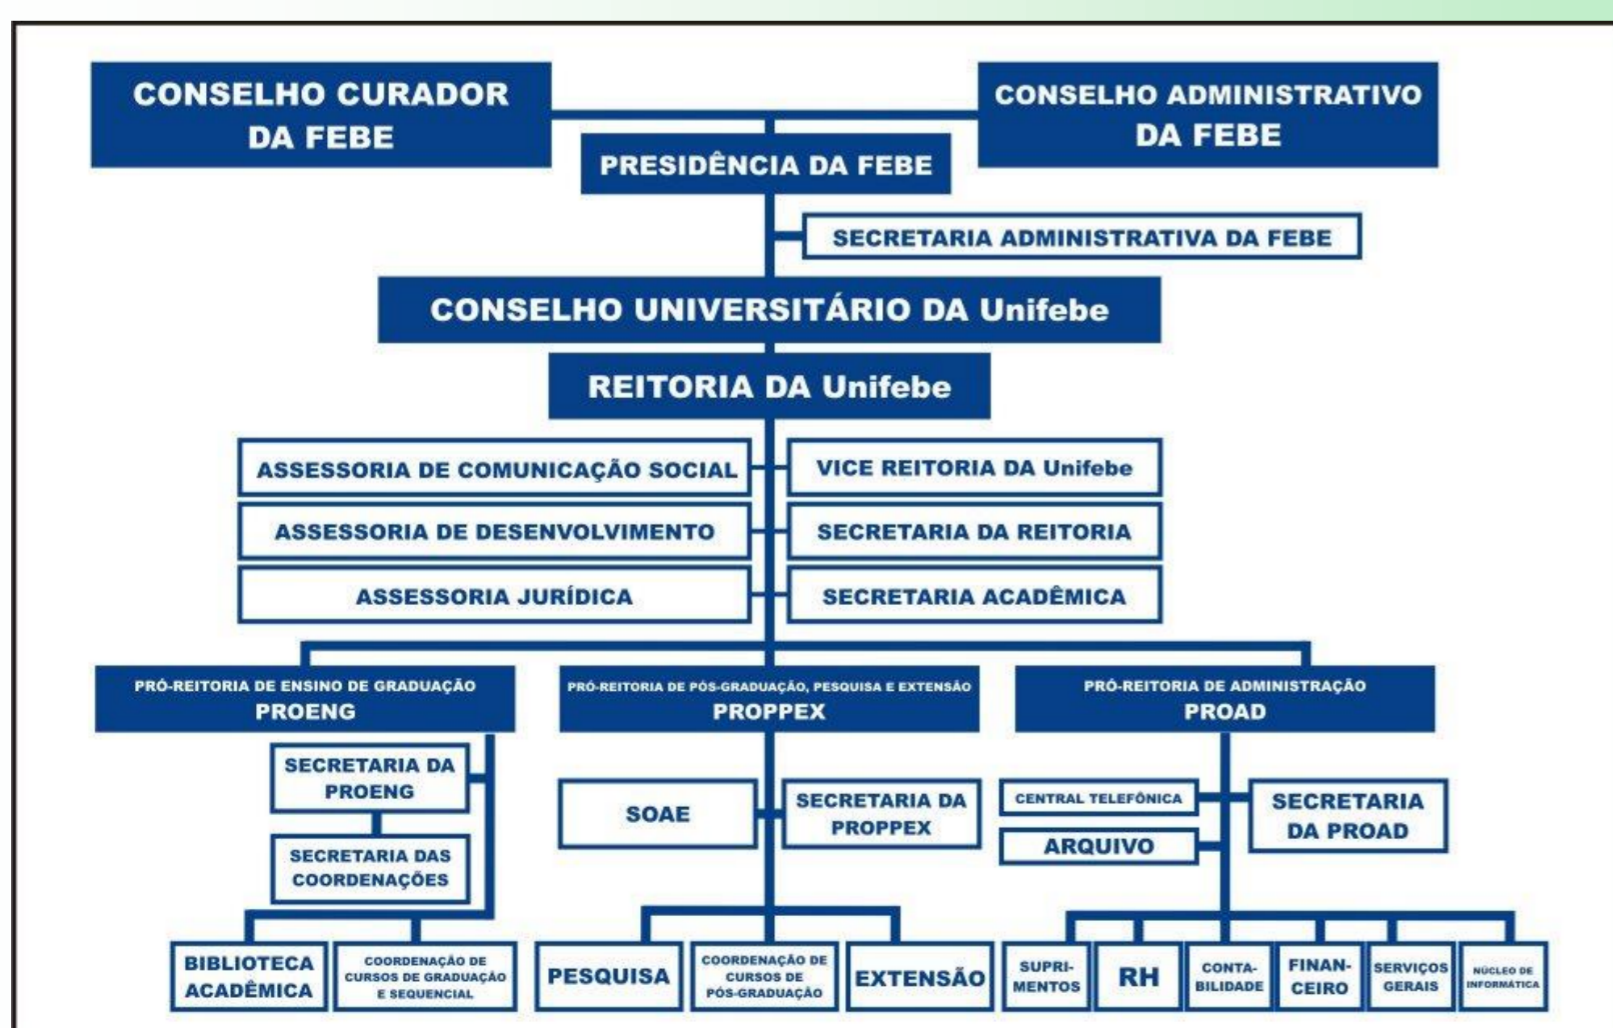 CONSELHO CURADOR
DA FEBE
CONSELHO ADMINISTRATIVO
DA FEBE
PRESIDÊNCIA DA FEBE
SECRETARIA ADMINISTRATIVA DA FEBE
CONSELHO UNIVERSITÁRIO DA Unifebe
REITORIA DA Unifebe
ASSESSORIA DE COMUNICAÇÃO SOCIAL
VICE REITORIA DA Unifebe
ASSESSORIA DE DESENVOLVIMENTO
SECRETARIA DA REITORIA
ASSESSORIA JURÍDICA
SECRETARIA ACADÊMICA
PRÓ-REITORIA DE ENSINO DE GRADUAÇÃO
PROENG
PRÓ-REITORIA DE PÓS-GRADUAÇÃO, PESQUISA E EXTENSÃO
PROPPEX
PRÓ-REITORIA DE ADMINISTRAÇÃO
PROAD
SECRETARIA DA
PROENG
SECRETARIA DAS
COORDENAÇÕES
SOAE
SECRETARIA DA
PROPPEX
CENTRAL TELEFÔNICA
ARQUIVO
SECRETARIA
DA PROAD
BIBLIOTECA
ACADÊMICA
COORDENAÇÃO DE
CURSOS DE GRADUAÇÃO
E SEQUENCIAL
PESQUISA
COORDENAÇÃO DE
CURSOS DE
PÓS-GRADUAÇÃO
EXTENSÃO
SUPRI-
MENTOS
RH
CONTA-
BILIDADE
FINAN-
CEIRO
SERVIÇOS
GERAIS
NÚCLEO DE
INFORMÁTICA